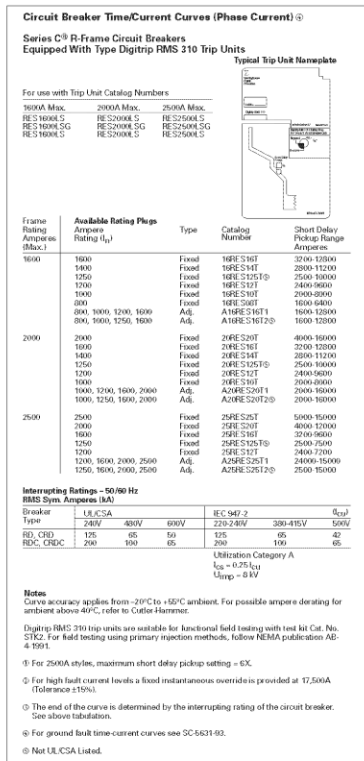 Circuit Breaker Time/Current Curves (Phase Current) ④
Series C® R-Frame Circuit Breakers
Equipped With Type Digitrip RMS 310 Trip Units
Typical Trip Unit Nameplate
For use with Trip Unit Catalog Numbers
1600A Max. 2000A Max. 2500A Max.
RES1600LS RES2000LS RES2500LS
RES1600LSG RES2000LSG RES2500LSG
RES1600LS RES2000LS RES2500LS
Frame Rating Amperes (Max.) Available Rating Plugs Ampere Rating (In) Type Catalog Number Short Delay Pickup Range Amperes
1600 1600 Fixed 16RES16T 3200-12800
1400 Fixed 16RES14T 2800-11200
1250 Fixed 16RES125T⑤ 2500-10000
1200 Fixed 16RES12T 2400-9600
1000 Fixed 16RES10T 2000-8000
800 Fixed 16RES08T 1600-6400
800, 1000, 1200, 1600 Adj. A16RES16T1 1600-12800
800, 1000, 1250, 1600 Adj. A16RES16T2⑤ 1600-12800
2000 2000 Fixed 20RES20T 4000-16000
1600 Fixed 20RES16T 3200-12800
1400 Fixed 20RES14T 2800-11200
1250 Fixed 20RES125T⑤ 2500-10000
1200 Fixed 20RES12T 2400-9600
1000 Fixed 20RES10T 2000-8000
1000, 1200, 1600, 2000 Adj. A20RES20T1 2000-16000
1000, 1250, 1600, 2000 Adj. A20RES20T2⑤ 2000-16000
2500 2500 Fixed 25RES25T 5000-15000
2000 Fixed 25RES20T 4000-12000
1600 Fixed 25RES16T 3200-9600
1250 Fixed 25RES125T⑤ 2500-7500
1200 Fixed 25RES12T 2400-7200
1200, 1600, 2000, 2500 Adj. A25RES25T1 24000-15000
1250, 1600, 2000, 2500 Adj. A25RES25T2⑤ 2500-15000
Interrupting Ratings – 50/60 Hz
RMS Sym. Amperes (kA)
Breaker Type UL/CSA IEC 947-2 (Icu)
240V 480V 600V 220-240V 380-415V 500V
RD, CRD 125 65 50 125 65 42
RDC, CRDC 200 100 65 200 100 65
Utilization Category A
Ics = 0.25 Icu
Uimp = 8 kV
Notes
Curve accuracy applies from –20°C to +55°C ambient. For possible ampere derating for
ambient above 40°C, refer to Cutler-Hammer.
Digitrip RMS 310 trip units are suitable for functional field testing with test kit Cat. No.
STK2. For field testing using primary injection methods, follow NEMA publication AB-
4-1991.
① For 2500A styles, maximum short delay pickup setting = 6X.
② For high fault current levels a fixed instantaneous override is provided at 17,500A
(Tolerance ±15%).
③ The end of the curve is determined by the interrupting rating of the circuit breaker.
See above tabulation.
④ For ground fault time-current curves see SC-5631-93.
⑤ Not UL/CSA Listed.